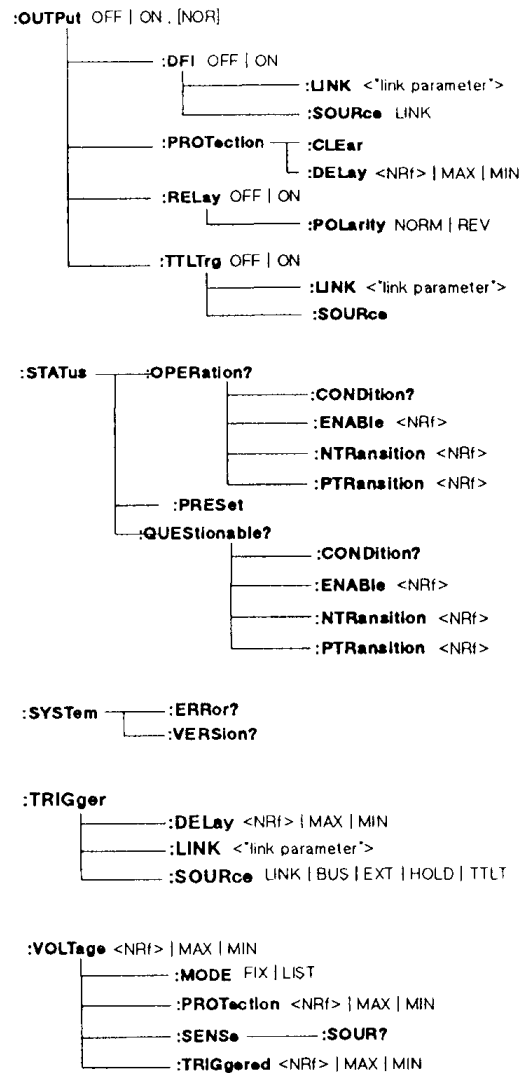 :OUTPut OFF | ON , [NOR]
:DFI OFF | ON
:LINK <"link parameter">
:SOURce LINK
:PROTection :CLEar
:DELay <NRf> | MAX | MIN
:RELay OFF | ON
:POLarity NORM | REV
:TTLTrg OFF | ON
:LINK <"link parameter">
:SOURce
:STATus :OPERation?
:CONDition?
:ENABle <NRf>
:NTRansition <NRf>
:PTRansition <NRf>
:PRESet
:QUEStionable?
:CONDition?
:ENABle <NRf>
:NTRansition <NRf>
:PTRansition <NRf>
:SYSTem :ERRor?
:VERSion?
:TRIGger
:DELay <NRf> | MAX | MIN
:LINK <"link parameter">
:SOURce LINK | BUS | EXT | HOLD | TTLT
:VOLTage <NRf> | MAX | MIN
:MODE FIX | LIST
:PROTection <NRf> | MAX | MIN
:SENSe :SOUR?
:TRIGgered <NRf> | MAX | MIN